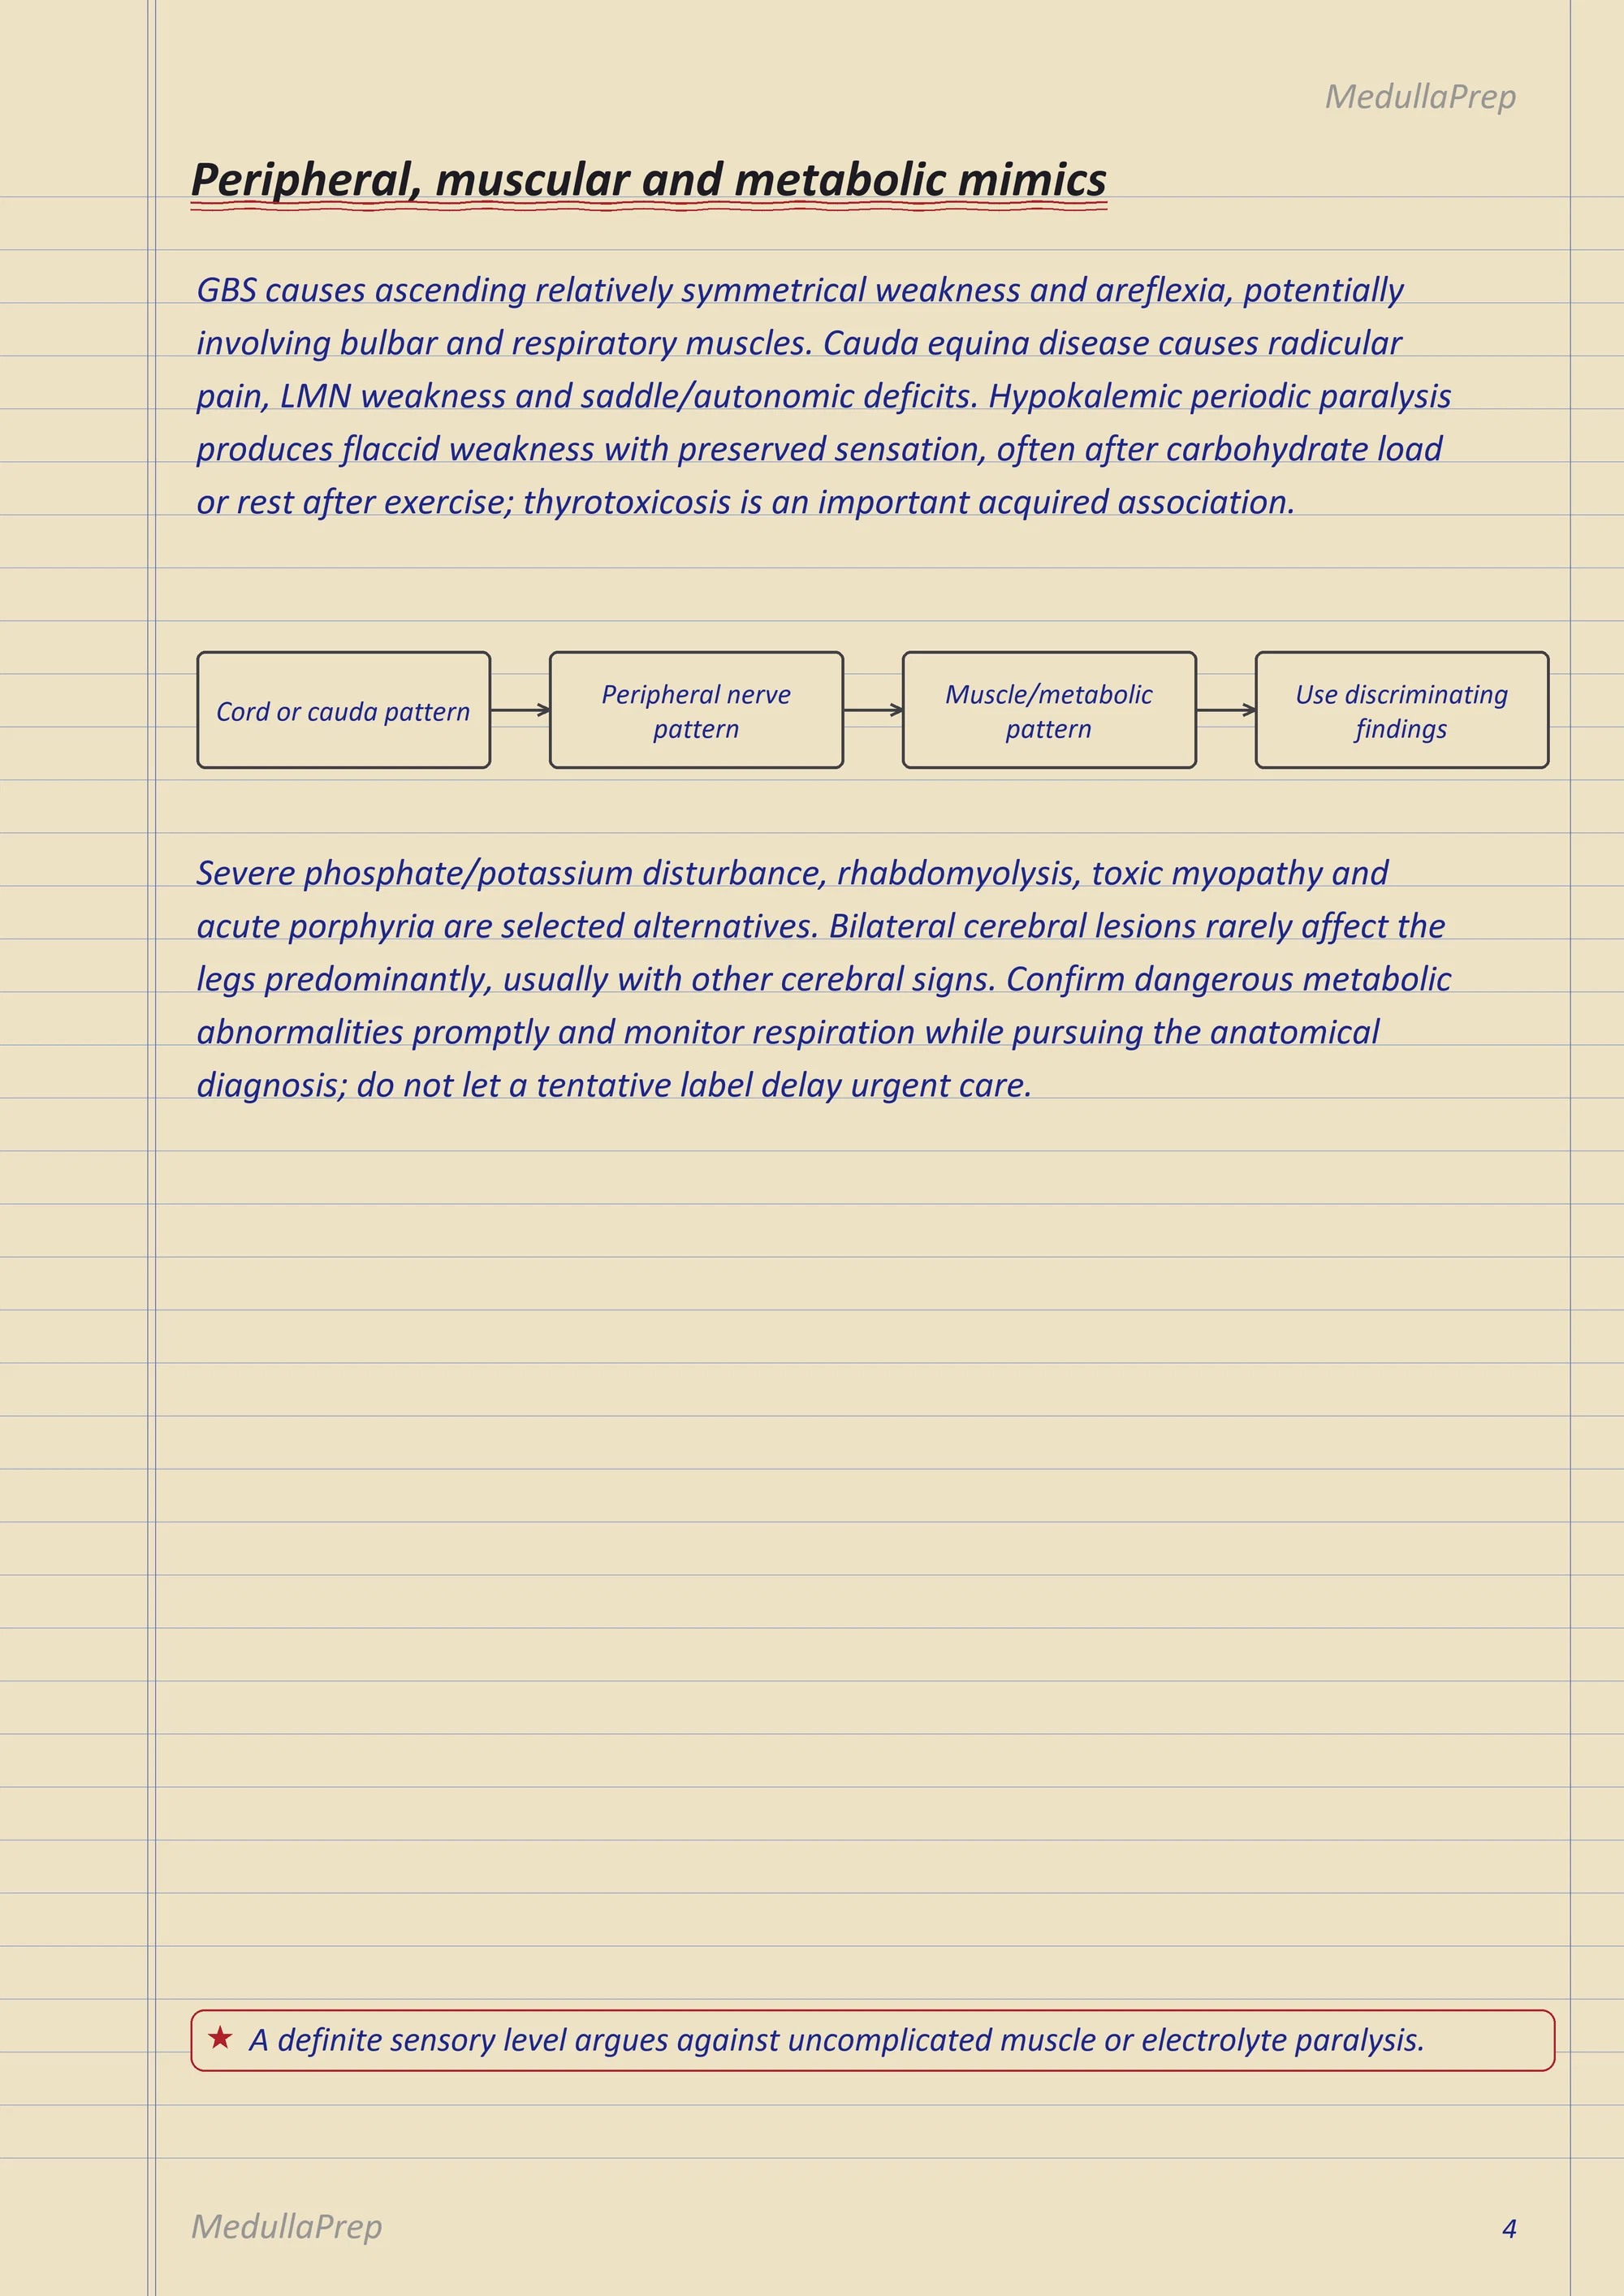 MedullaPrep
Peripheral, muscular and metabolic mimics
GBS causes ascending relatively symmetrical weakness and areflexia, potentially
involving bulbar and respiratory muscles. Cauda equina disease causes radicular
pain, LMN weakness and saddle/autonomic deficits. Hypokalemic periodic paralysis
produces flaccid weakness with preserved sensation, often after carbohydrate load
or rest after exercise; thyrotoxicosis is an important acquired association.
Cord or cauda pattern
Peripheral nerve
pattern
Muscle/metabolic
pattern
Use discriminating
findings
Severe phosphate/potassium disturbance, rhabdomyolysis, toxic myopathy and
acute porphyria are selected alternatives. Bilateral cerebral lesions rarely affect the
legs predominantly, usually with other cerebral signs. Confirm dangerous metabolic
abnormalities promptly and monitor respiration while pursuing the anatomical
diagnosis; do not let a tentative label delay urgent care.
★ A definite sensory level argues against uncomplicated muscle or electrolyte paralysis.
MedullaPrep
4